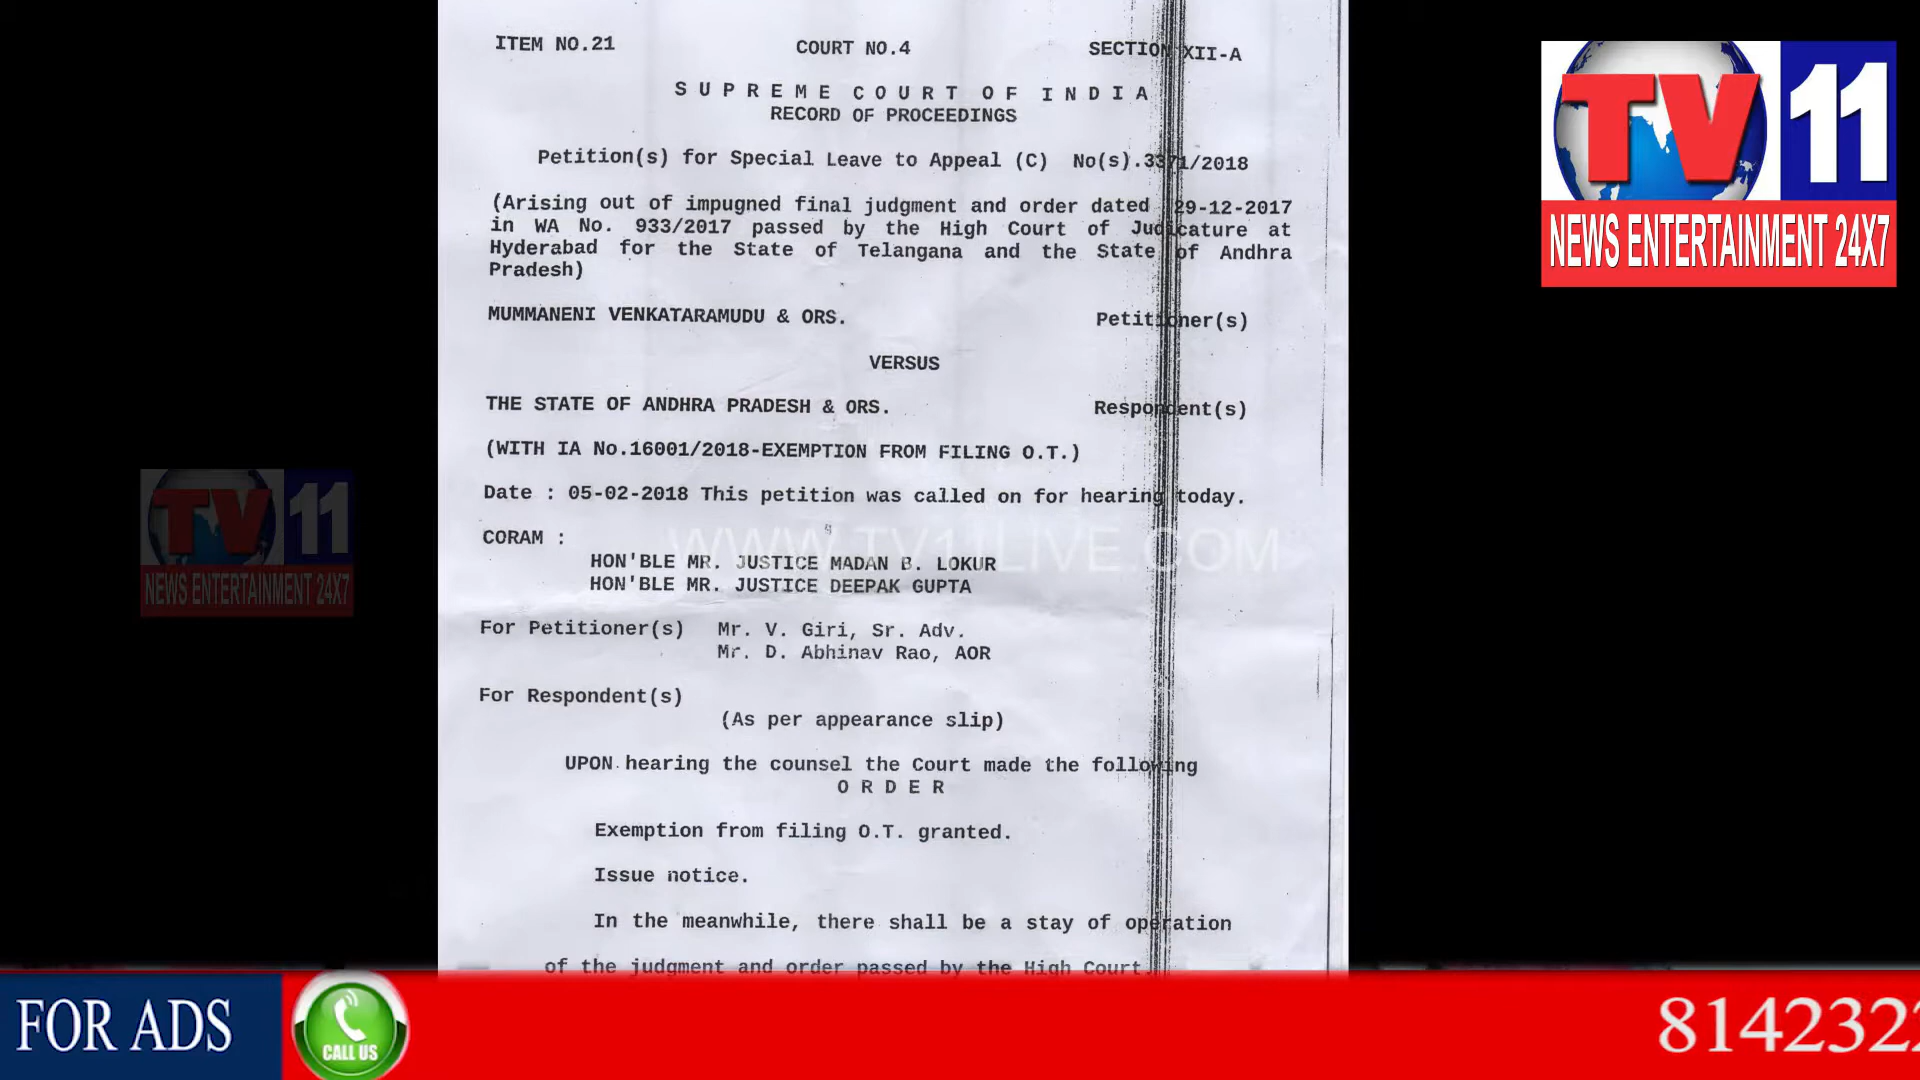 ITEM NO.21 COURT NO.4 SECTION XII-A
SUPREME COURT OF INDIA
RECORD OF PROCEEDINGS
Petition(s) for Special Leave to Appeal (C) No(s).3371/2018
(Arising out of impugned final judgment and order dated 29-12-2017
in WA No. 933/2017 passed by the High Court of Judicature at
Hyderabad for the State of Telangana and the State of Andhra
Pradesh)
MUMMANENI VENKATARAMUDU & ORS. Petitioner(s)
VERSUS
THE STATE OF ANDHRA PRADESH & ORS. Respondent(s)
(WITH IA No.16001/2018-EXEMPTION FROM FILING O.T.)
Date : 05-02-2018 This petition was called on for hearing today.
CORAM :
HON'BLE MR. JUSTICE MADAN B. LOKUR
HON'BLE MR. JUSTICE DEEPAK GUPTA
For Petitioner(s) Mr. V. Giri, Sr. Adv.
Mr. D. Abhinav Rao, AOR
For Respondent(s)
(As per appearance slip)
UPON hearing the counsel the Court made the following
ORDER
Exemption from filing O.T. granted.
Issue notice.
In the meanwhile, there shall be a stay of operation
of the judgment and order passed by the High Court.
TV 11
NEWS ENTERTAINMENT 24X7
TV 11
NEWS ENTERTAINMENT 24X7
WWW.TV11LIVE.COM
FOR ADS
CALL US
8142322